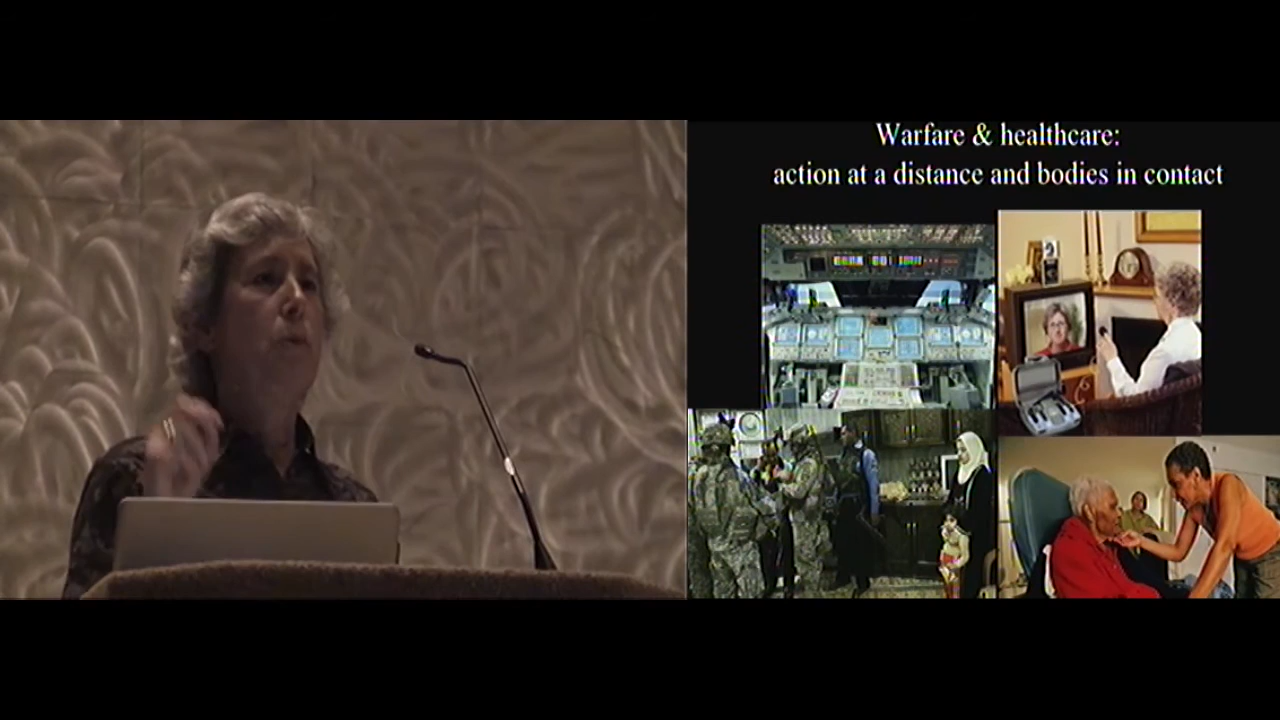 Warfare & healthcare:
action at a distance and bodies in contact